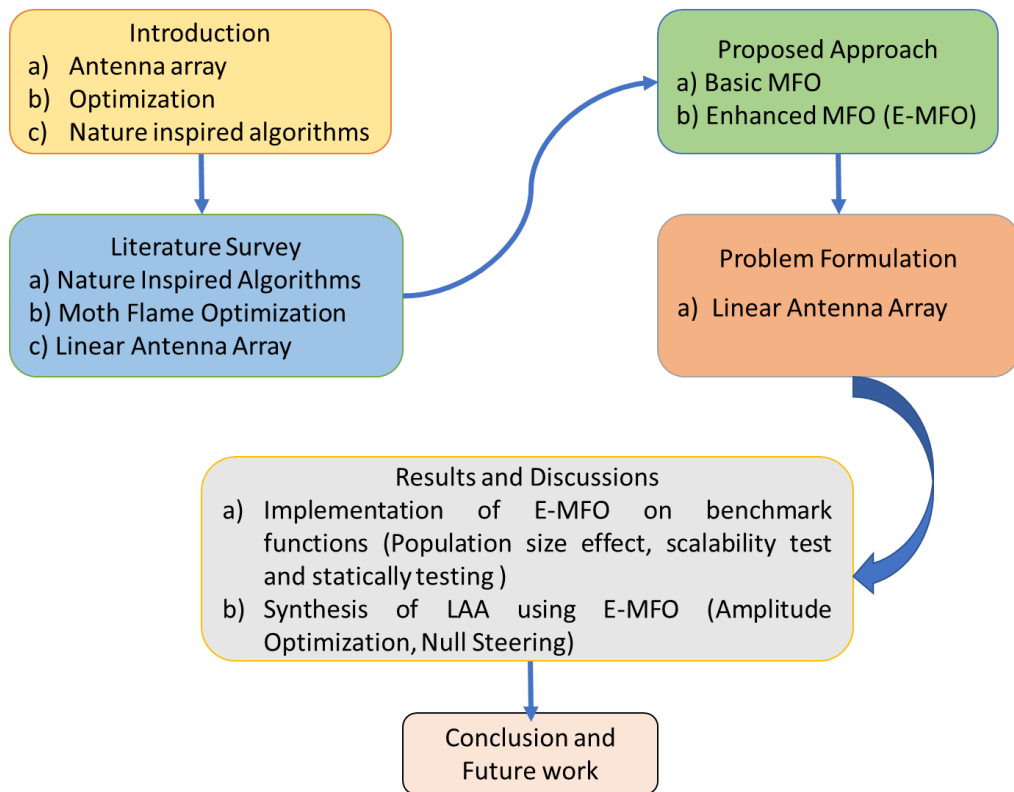 Introduction
a) Antenna array
b) Optimization
c) Nature inspired algorithms
Literature Survey
a) Nature Inspired Algorithms
b) Moth Flame Optimization
c) Linear Antenna Array
Proposed Approach
a) Basic MFO
b) Enhanced MFO (E-MFO)
Problem Formulation
a) Linear Antenna Array
Results and Discussions
a) Implementation of E-MFO on benchmark
functions (Population size effect, scalability test
and statically testing )
b) Synthesis of LAA using E-MFO (Amplitude
Optimization, Null Steering)
Conclusion and
Future work